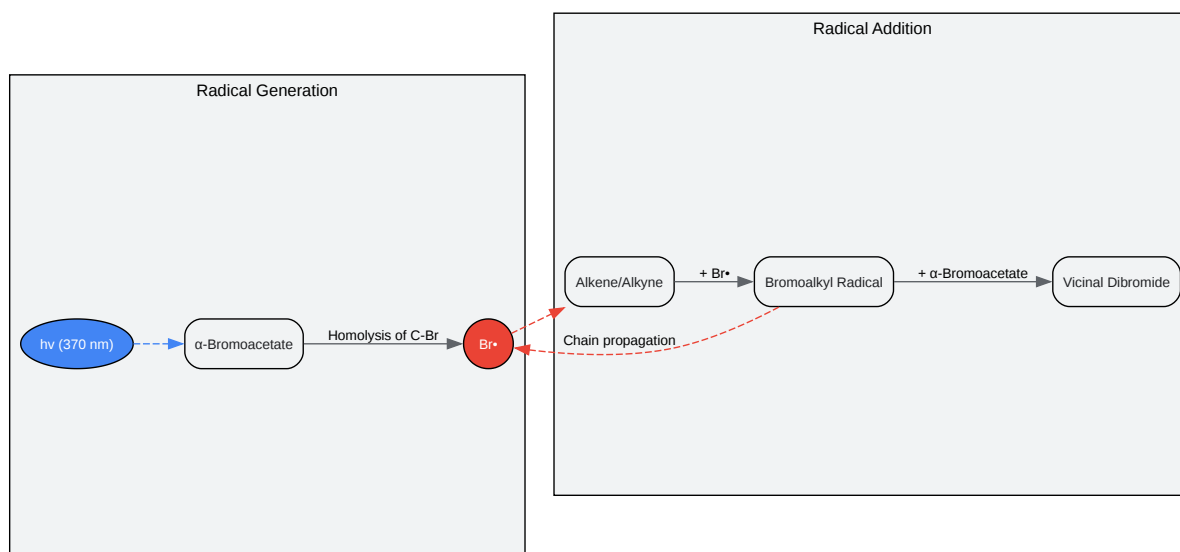 Radical Addition
Radical Generation
hv (370 nm)
α-Bromoacetate
Homolysis of C-Br
Br•
Alkene/Alkyne
+ Br•
Bromoalkyl Radical
+ α-Bromoacetate
Vicinal Dibromide
Chain propagation